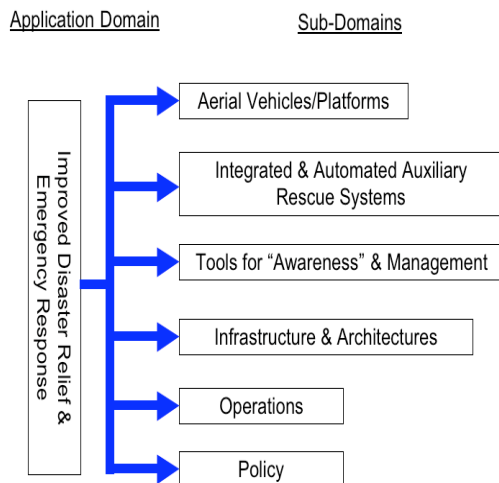 Application Domain
Sub-Domains
Improved Disaster Relief &
Emergency Response
Aerial Vehicles/Platforms
Integrated & Automated Auxiliary
Rescue Systems
Tools for “Awareness” & Management
Infrastructure & Architectures
Operations
Policy